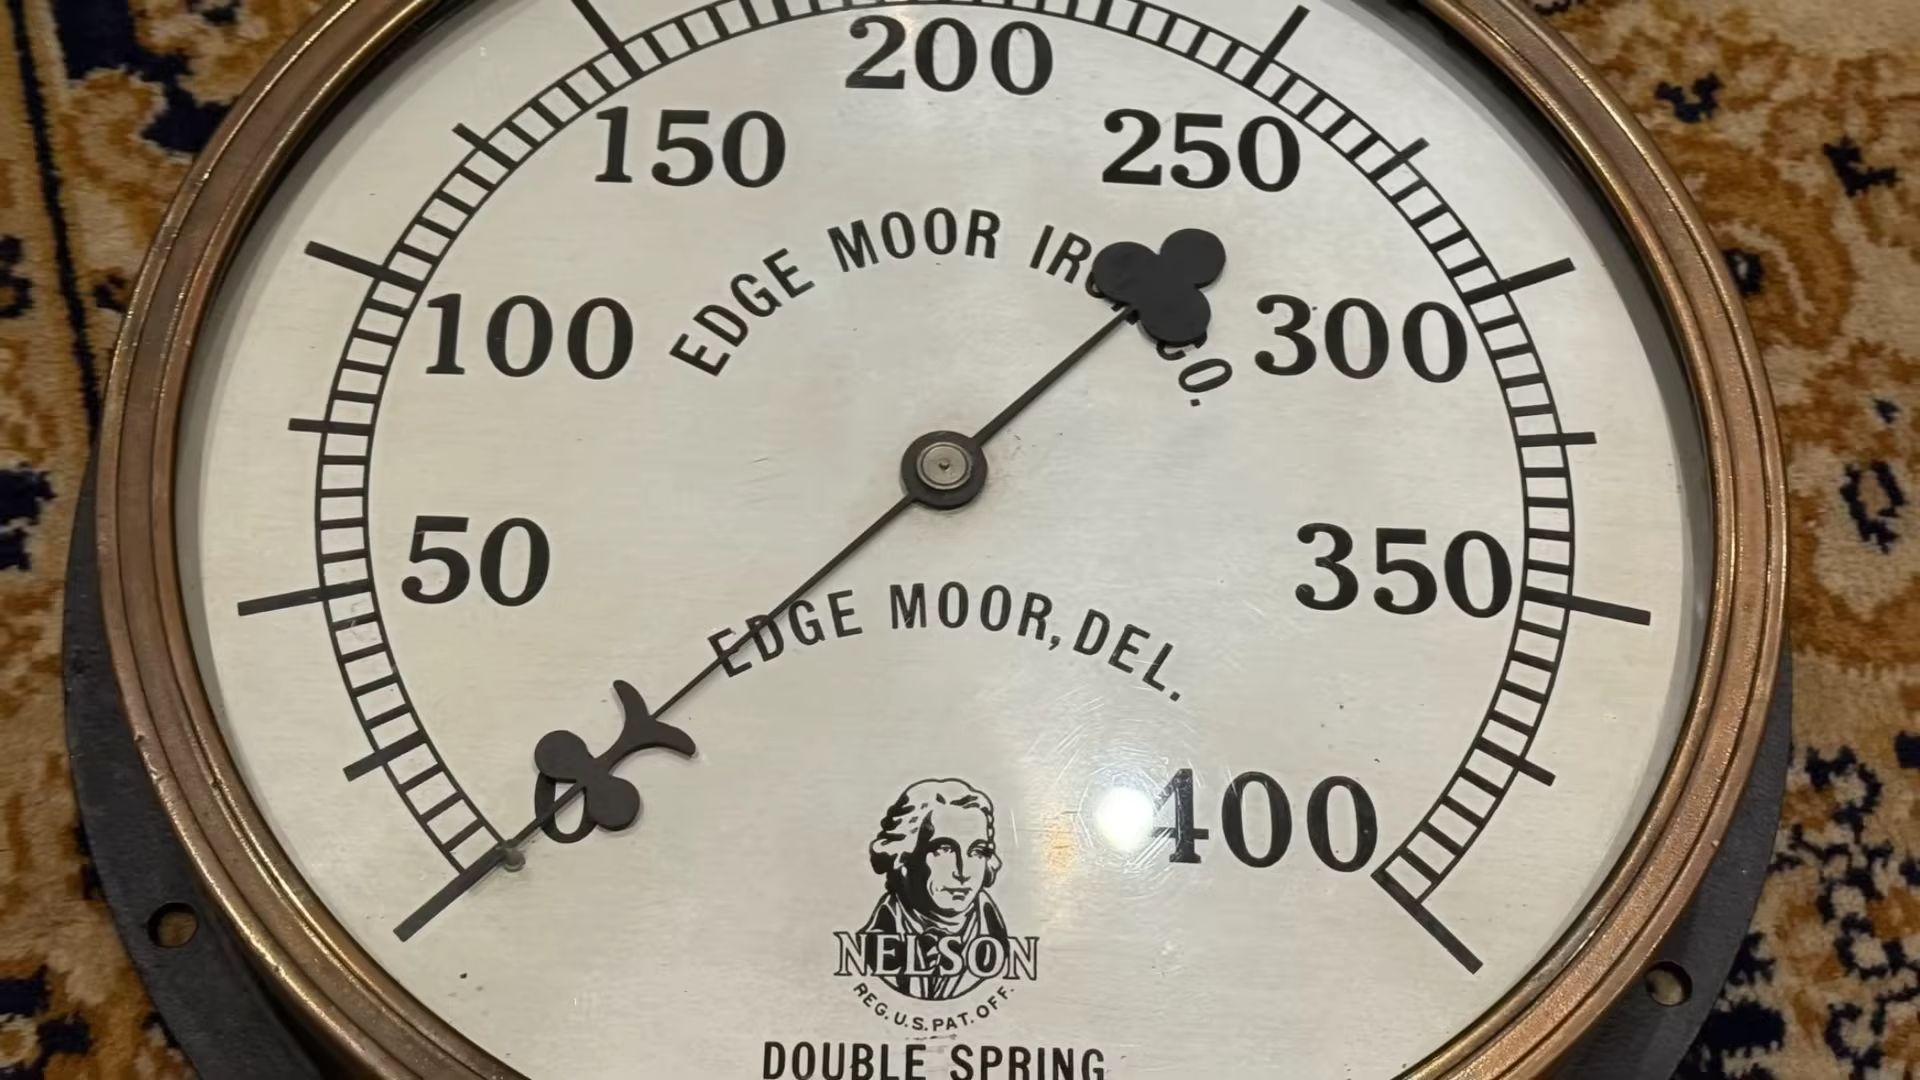 200
150
250
EDGE MOOR IRON CO.
100
300
50
350
EDGE MOOR, DEL.
0
400
NELSON
REG. U.S. PAT. OFF.
DOUBLE SPRING